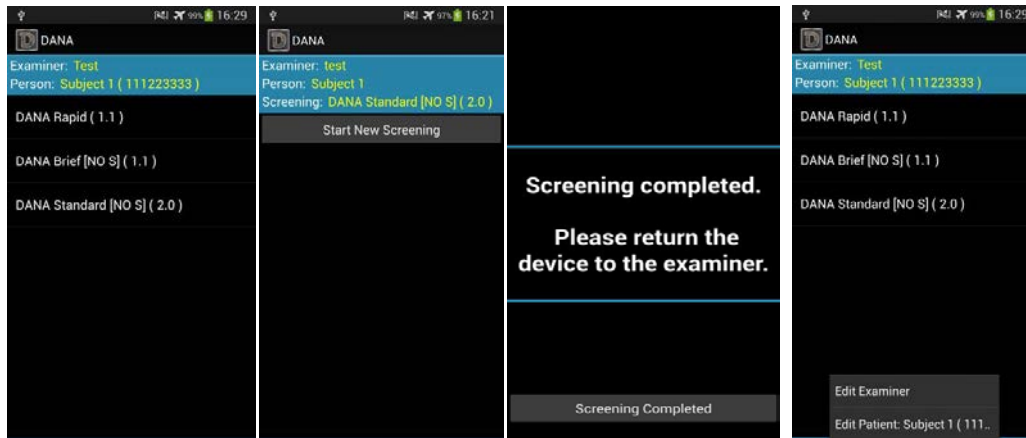 99% 16:29
DANA
Examiner: Test
Person: Subject 1 ( 111223333 )
DANA Rapid ( 1.1 )
DANA Brief [NO S] ( 1.1 )
DANA Standard [NO S] ( 2.0 )
97% 16:21
DANA
Examiner: test
Person: Subject 1
Screening: DANA Standard [NO S] ( 2.0 )
Start New Screening
Screening completed.
Please return the
device to the examiner.
Screening Completed
99% 16:29
DANA
Examiner: Test
Person: Subject 1 ( 111223333 )
DANA Rapid ( 1.1 )
DANA Brief [NO S] ( 1.1 )
DANA Standard [NO S] ( 2.0 )
Edit Examiner
Edit Patient: Subject 1 ( 111..